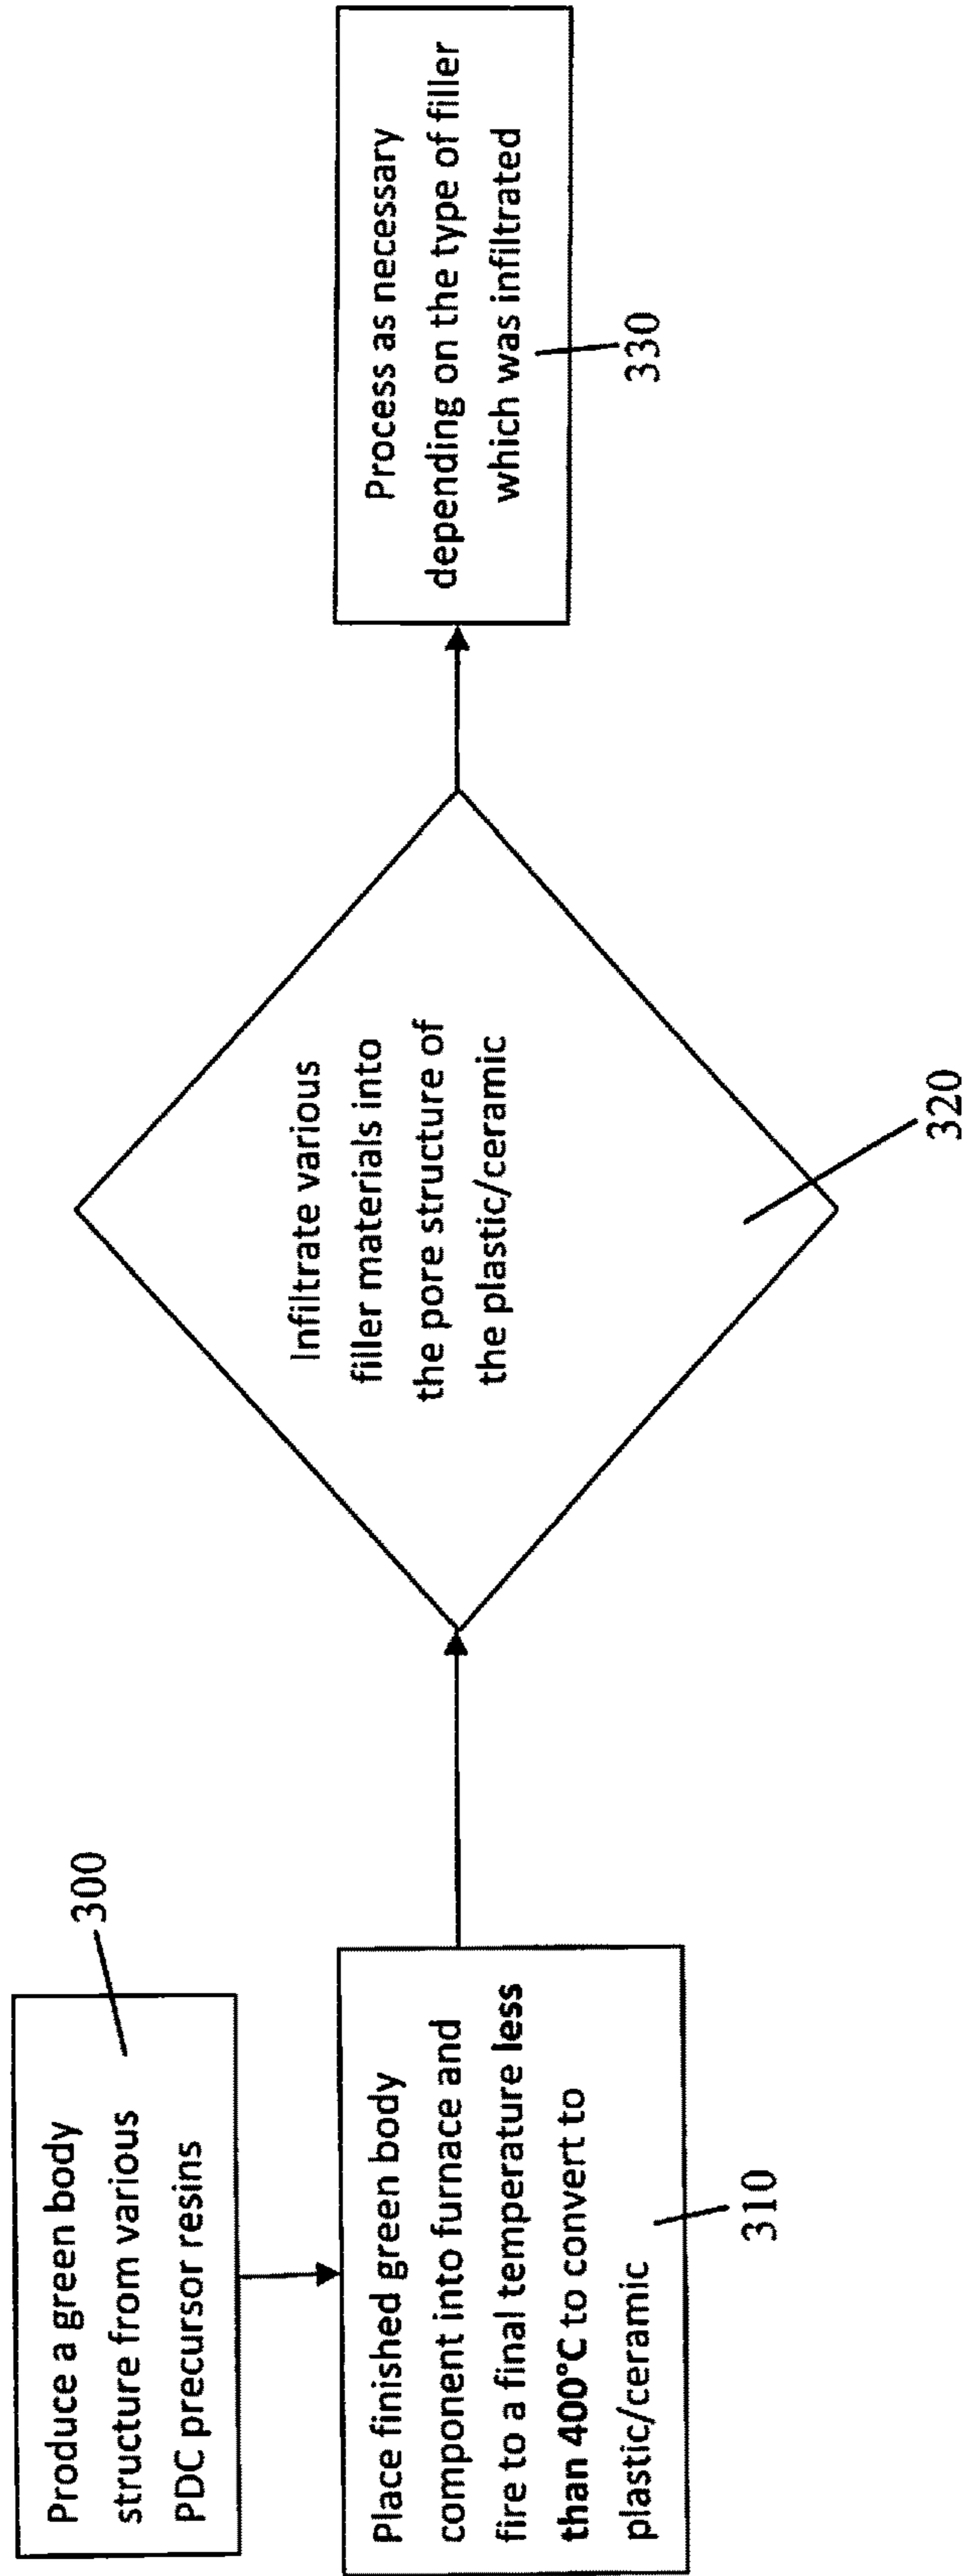 Produce a green body
structure from various
PDC precursor resins
300
Place finished green body
component into furnace and
fire to a final temperature less
than 400°C to convert to
plastic/ceramic
310
Infiltrate various
filler materials into
the pore structure of
the plastic/ceramic
320
Process as necessary
depending on the type of filler
which was infiltrated
330